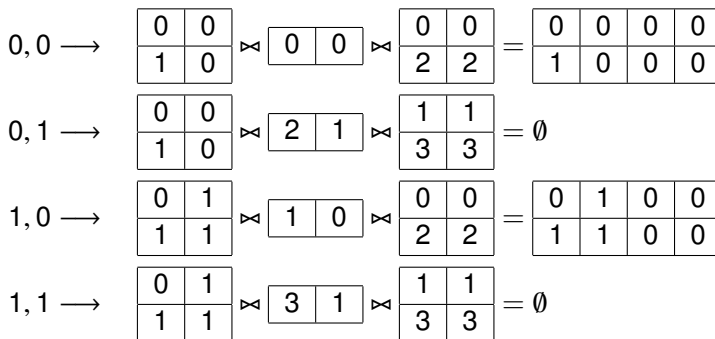 0 0 0 0 0 0 0 0
0, 0 ⟶ ⋈ 0 0 ⋈ =
1 0 2 2 1 0 0 0
0 0 1 1
0, 1 ⟶ ⋈ 2 1 ⋈ = ∅
1 0 3 3
0 1 0 0 0 1 0 0
1, 0 ⟶ ⋈ 1 0 ⋈ =
1 1 2 2 1 1 0 0
0 1 1 1
1, 1 ⟶ ⋈ 3 1 ⋈ = ∅
1 1 3 3